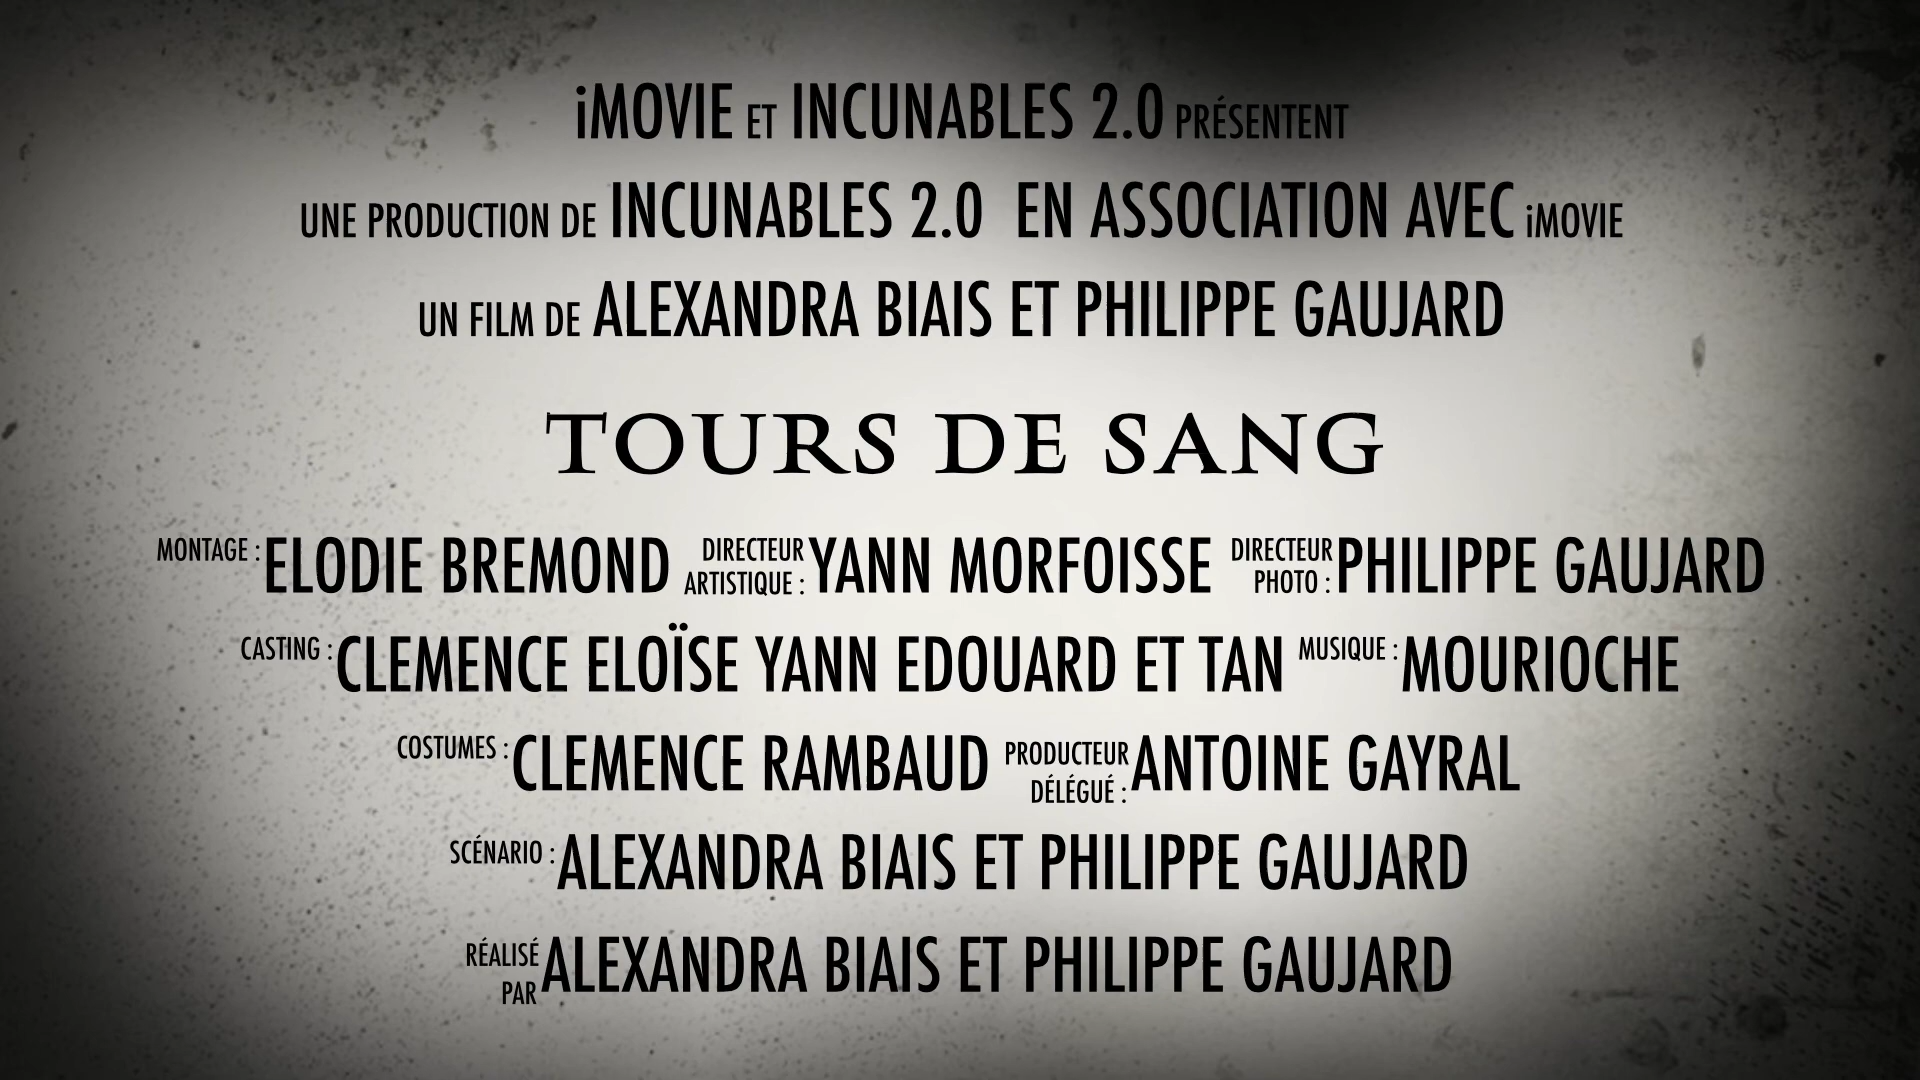 iMOVIE ET INCUNABLES 2.0 PRÉSENTENT
UNE PRODUCTION DE INCUNABLES 2.0 EN ASSOCIATION AVEC iMOVIE
UN FILM DE ALEXANDRA BIAIS ET PHILIPPE GAUJARD
TOURS DE SANG
MONTAGE : ELODIE BREMOND DIRECTEUR ARTISTIQUE : YANN MORFOISSE DIRECTEUR PHOTO : PHILIPPE GAUJARD
CASTING : CLEMENCE ELOÏSE YANN EDOUARD ET TAN MUSIQUE : MOURIOCHE
COSTUMES : CLEMENCE RAMBAUD PRODUCTEUR DÉLÉGUÉ : ANTOINE GAYRAL
SCÉNARIO : ALEXANDRA BIAIS ET PHILIPPE GAUJARD
RÉALISÉ PAR ALEXANDRA BIAIS ET PHILIPPE GAUJARD